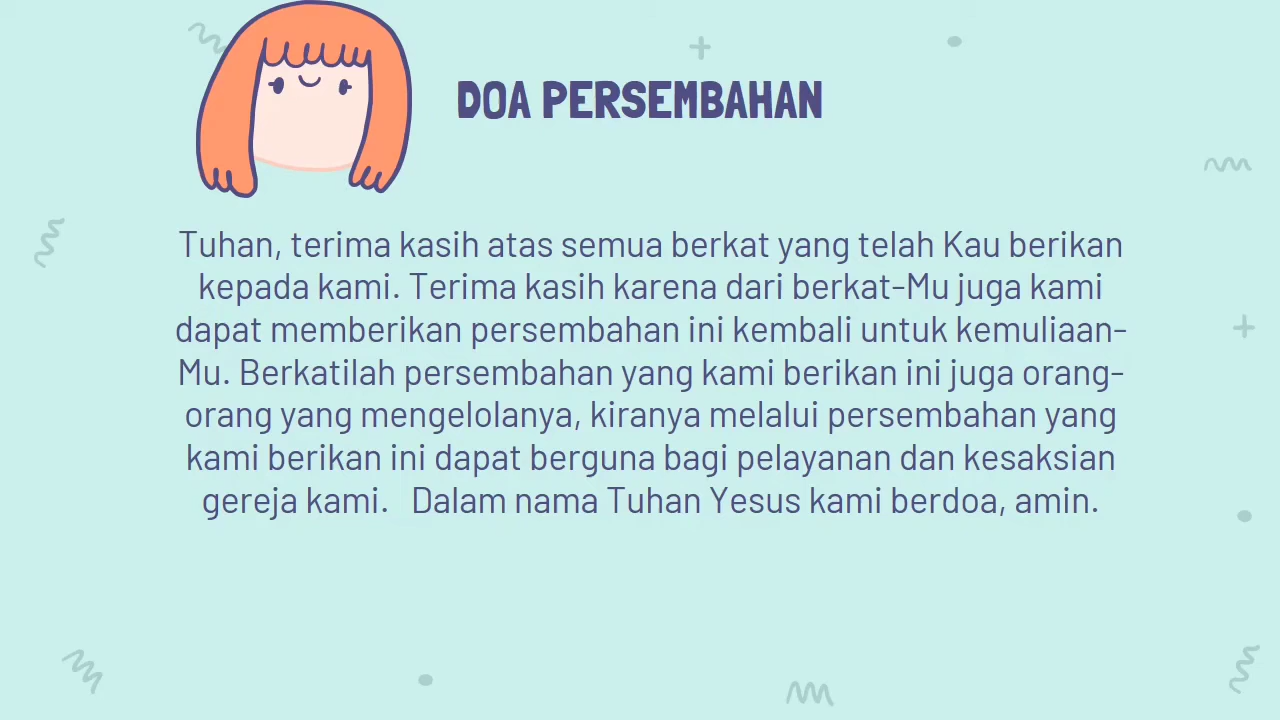 DOA PERSEMBAHAN
Tuhan, terima kasih atas semua berkat yang telah Kau berikan
kepada kami. Terima kasih karena dari berkat-Mu juga kami
dapat memberikan persembahan ini kembali untuk kemuliaan-
Mu. Berkatilah persembahan yang kami berikan ini juga orang-
orang yang mengelolanya, kiranya melalui persembahan yang
kami berikan ini dapat berguna bagi pelayanan dan kesaksian
gereja kami.   Dalam nama Tuhan Yesus kami berdoa, amin.